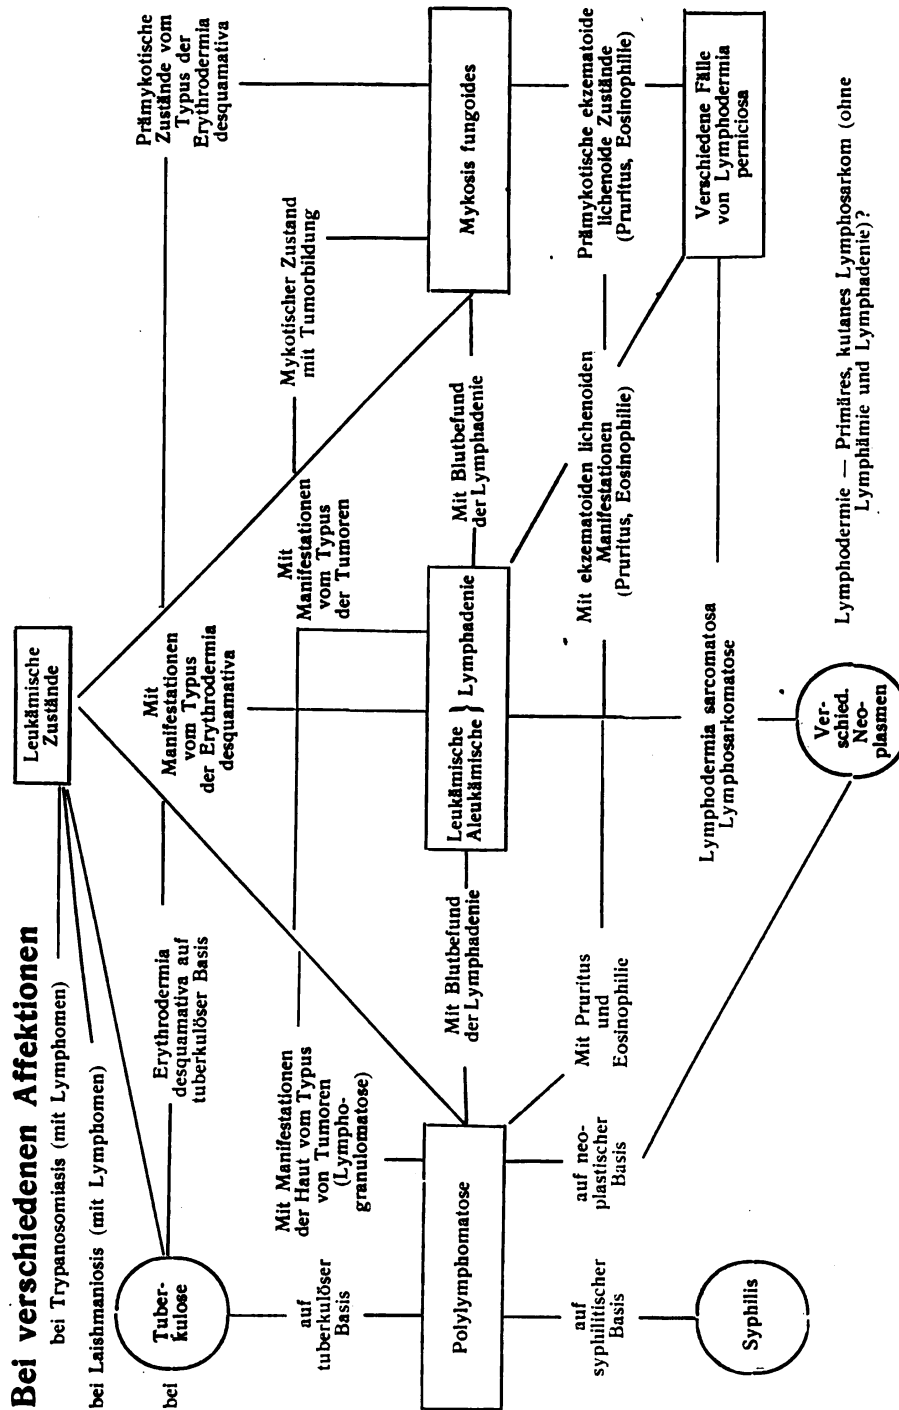 Bei verschiedenen Affektionen
bei Trypanosomiasis (mit Lymphomen)
bei Laishmaniosis (mit Lymphomen)
bei
Tuber-
kulose
Leukämische
Zustände
Erythrodermia
desquamativa auf
tuberkulöser Basis
Mit
Manifestationen
vom Typus
der Erythrodermia
desquamativa
Prämykotische
Zustände vom
Typus der
Erythrodermia
desquamativa
auf
tuberkulöser
Basis
Mit Manifestationen
der Haut vom Typus
von Tumoren
(Lympho-
granulomatose)
Mit
Manifestationen
vom Typus
der Tumoren
Mykotischer Zustand
mit Tumorbildung
Polylymphomatose
Mit Blutbefund
der Lymphadenie
Leukämische
Aleukämische } Lymphadenie
Mit Blutbefund
der Lymphadenie
Mykosis fungoides
auf
syphilitischer
Basis
auf neo-
plastischer
Basis
Mit Pruritus
und
Eosinophilic
Mit ekzematoiden lichenoiden
Manifestationen
(Pruritus, Eosinophilie)
Prämykotische ekzematoide
lichenoide Zustände
(Pruritus, Eosinophilie)
Syphilis
Lymphodermia sarcomatosa
Lymphosarkomatose
Verschiedene Fälle
von Lymphodermia
perniciosa
Ver-
schied.
Neo-
plasmen
Lymphodermie — Primäres, kutanes Lymphosarkom (ohne
Lymphämie und Lymphadenie)?